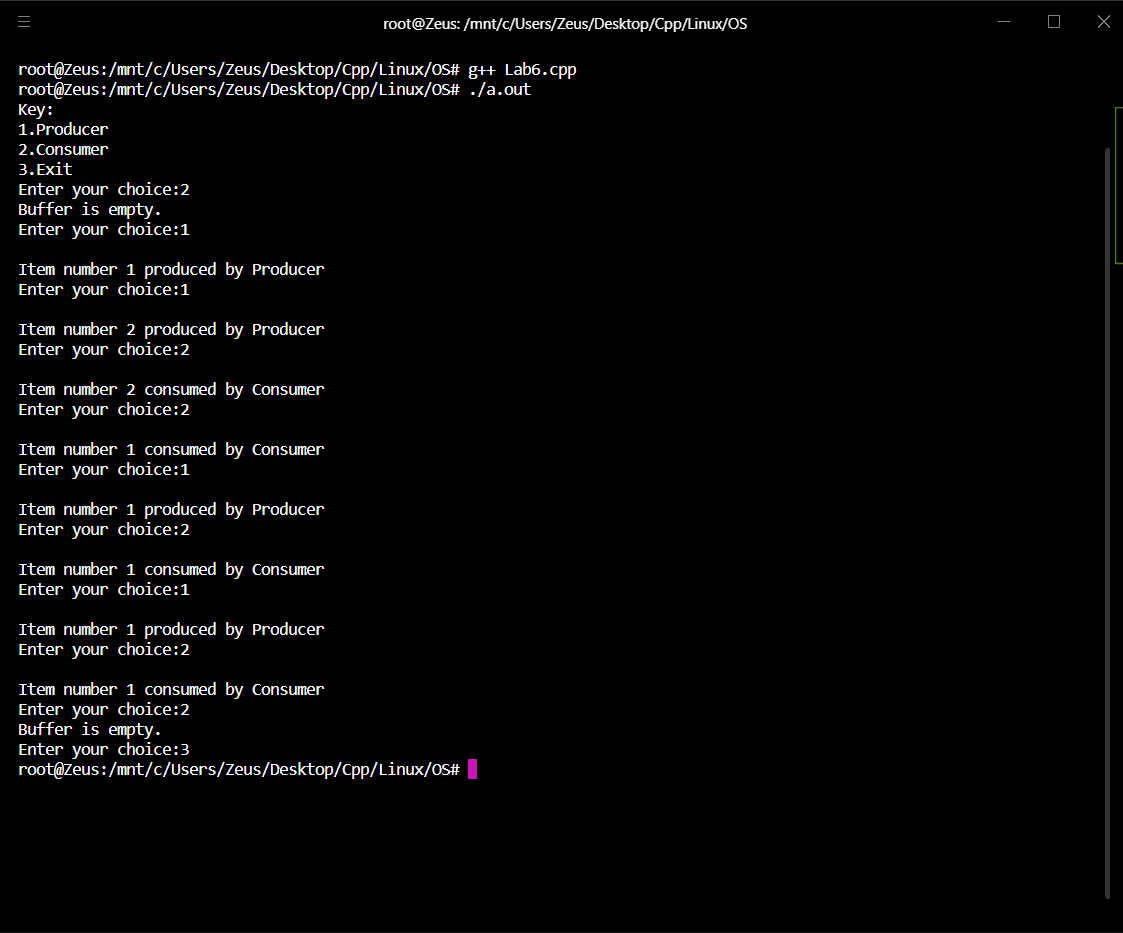 root@Zeus: /mnt/c/Users/Zeus/Desktop/Cpp/Linux/OS
root@Zeus:/mnt/c/Users/Zeus/Desktop/Cpp/Linux/OS# g++ Lab6.cpp
root@Zeus:/mnt/c/Users/Zeus/Desktop/Cpp/Linux/OS# ./a.out
Key:
1.Producer
2.Consumer
3.Exit
Enter your choice:2
Buffer is empty.
Enter your choice:1

Item number 1 produced by Producer
Enter your choice:1

Item number 2 produced by Producer
Enter your choice:2

Item number 2 consumed by Consumer
Enter your choice:2

Item number 1 consumed by Consumer
Enter your choice:1

Item number 1 produced by Producer
Enter your choice:2

Item number 1 consumed by Consumer
Enter your choice:1

Item number 1 produced by Producer
Enter your choice:2

Item number 1 consumed by Consumer
Enter your choice:2
Buffer is empty.
Enter your choice:3
root@Zeus:/mnt/c/Users/Zeus/Desktop/Cpp/Linux/OS#